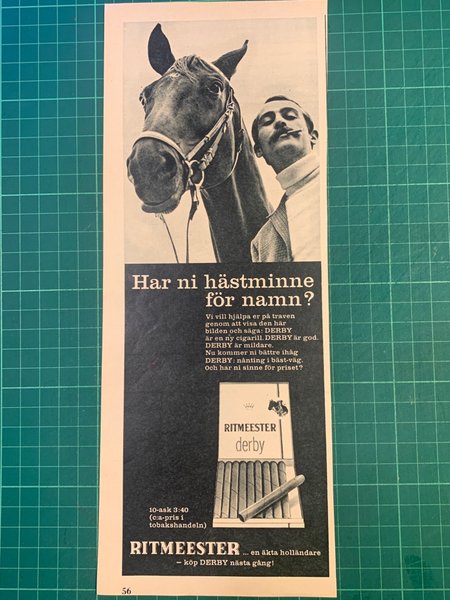 Har ni hästminne
för namn?
Vi vill hjälpa er på traven
genom att visa den här
bilden och säga: DERBY
är en ny cigarill. DERBY är god.
DERBY är mildare.
Nu kommer ni bättre ihåg
DERBY: nånting i häst-väg.
Och har ni sinne för priset?
RITMEESTER
derby
10-ask 3:40
(c:a-pris i
tobakshandeln)
RITMEESTER ... en äkta holländare
– köp DERBY nästa gång!
56